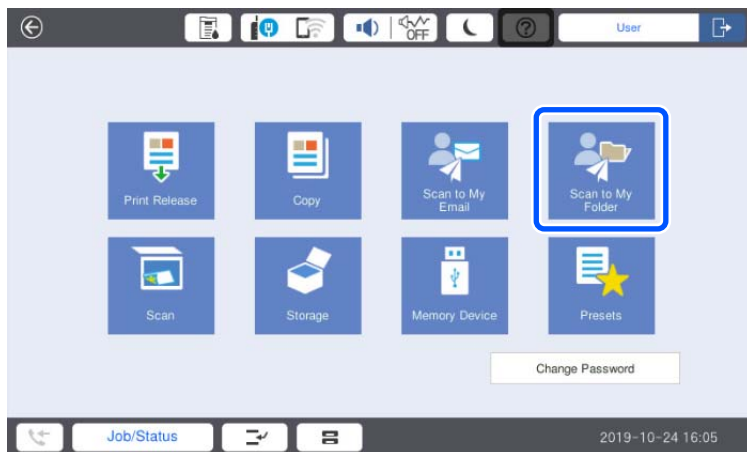 OFF
?
User
Print Release
Copy
Scan to My
Email
Scan to My
Folder
Scan
Storage
Memory Device
Presets
Change Password
Job/Status
2019-10-24 16:05